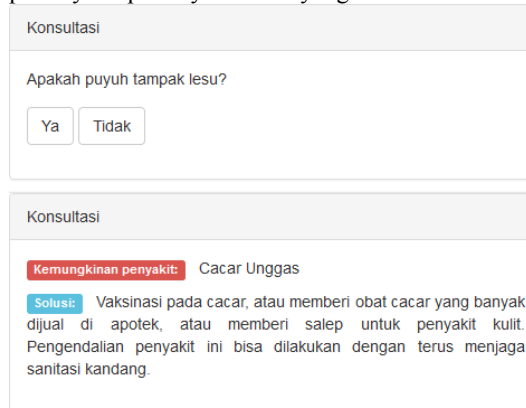 Konsultasi
Apakah puyuh tampak lesu?
Ya Tidak
Konsultasi
Kemungkinan penyakit: Cacar Unggas
Solusi: Vaksinasi pada cacar, atau memberi obat cacar yang banyak
dijual di apotek, atau memberi salep untuk penyakit kulit.
Pengendalian penyakit ini bisa dilakukan dengan terus menjaga
sanitasi kandang.